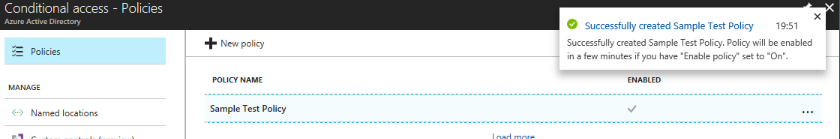 Conditional access - Policies
Azure Active Directory
Successfully created Sample Test Policy 19:51
Successfully created Sample Test Policy. Policy will be enabled
in a few minutes if you have "Enable policy" set to "On".
Policies
New policy
MANAGE
POLICY NAME ENABLED
Named locations
Sample Test Policy ...
Load more